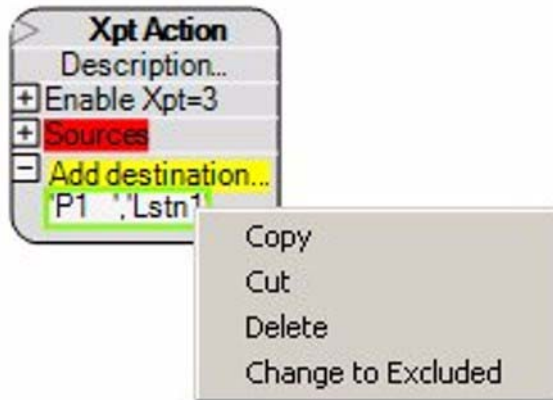 Xpt Action
Description...
Enable Xpt=3
Sources
Add destination...
'P1   ','Lstn1'
Copy
Cut
Delete
Change to Excluded